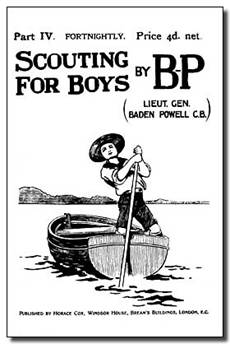 Part IV. FORTNIGHTLY. Price 4d. net.
SCOUTING
FOR BOYS BY B-P
(LIEUT. GEN.
BADEN POWELL C.B.)
PUBLISHED BY HORACE COX, WINDSOR HOUSE, BREAM'S BUILDINGS, LONDON, E.C.